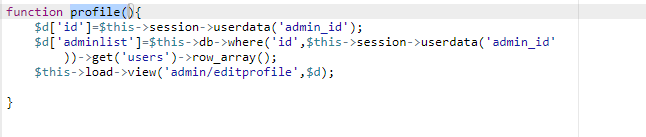 function profile(){
$d['id']=$this->session->userdata('admin_id');
$d['adminlist']=$this->db->where('id',$this->session->userdata('admin_id'
))->get('users')->row_array();
$this->load->view('admin/editprofile',$d);
}